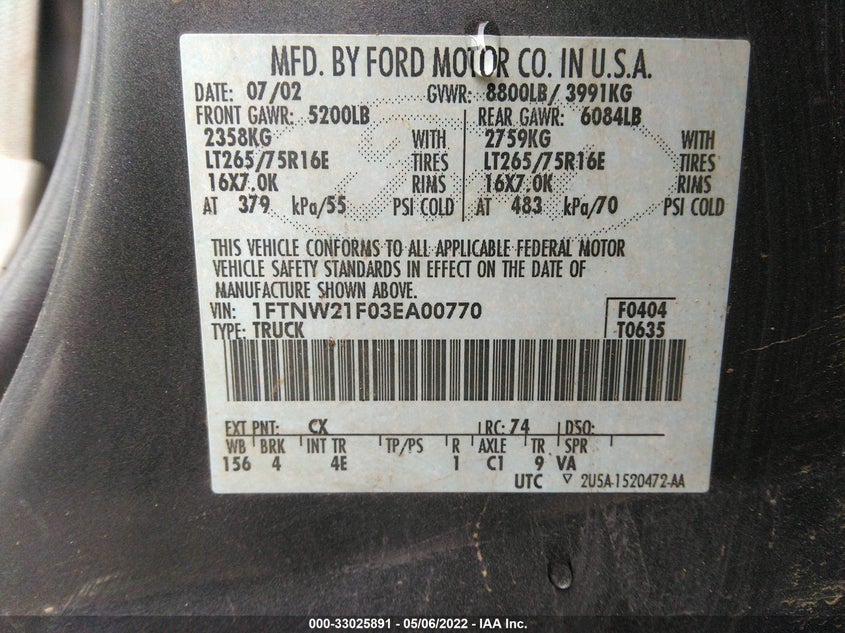 MFD. BY FORD MOTOR CO. IN U.S.A.
DATE: 07/02 GVWR: 8800LB/ 3991KG
FRONT GAWR: 5200LB REAR GAWR: 6084LB
2358KG WITH 2759KG WITH
LT265/75R16E TIRES LT265/75R16E TIRES
16X7.0K RIMS 16X7.0K RIMS
AT 379 kPa/55 PSI COLD AT 483 kPa/70 PSI COLD
THIS VEHICLE CONFORMS TO ALL APPLICABLE FEDERAL MOTOR
VEHICLE SAFETY STANDARDS IN EFFECT ON THE DATE OF
MANUFACTURE SHOWN ABOVE.
VIN: 1FTNW21F03EA00770 F0404
TYPE: TRUCK T0635
EXT PNT: CX RC: 74 DSO:
WB BRK INT TR TP/PS R AXLE TR SPR
156 4 4E 1 C1 9 VA
UTC 2U5A-1520472-AA
000-33025891 - 05/06/2022 - IAA Inc.